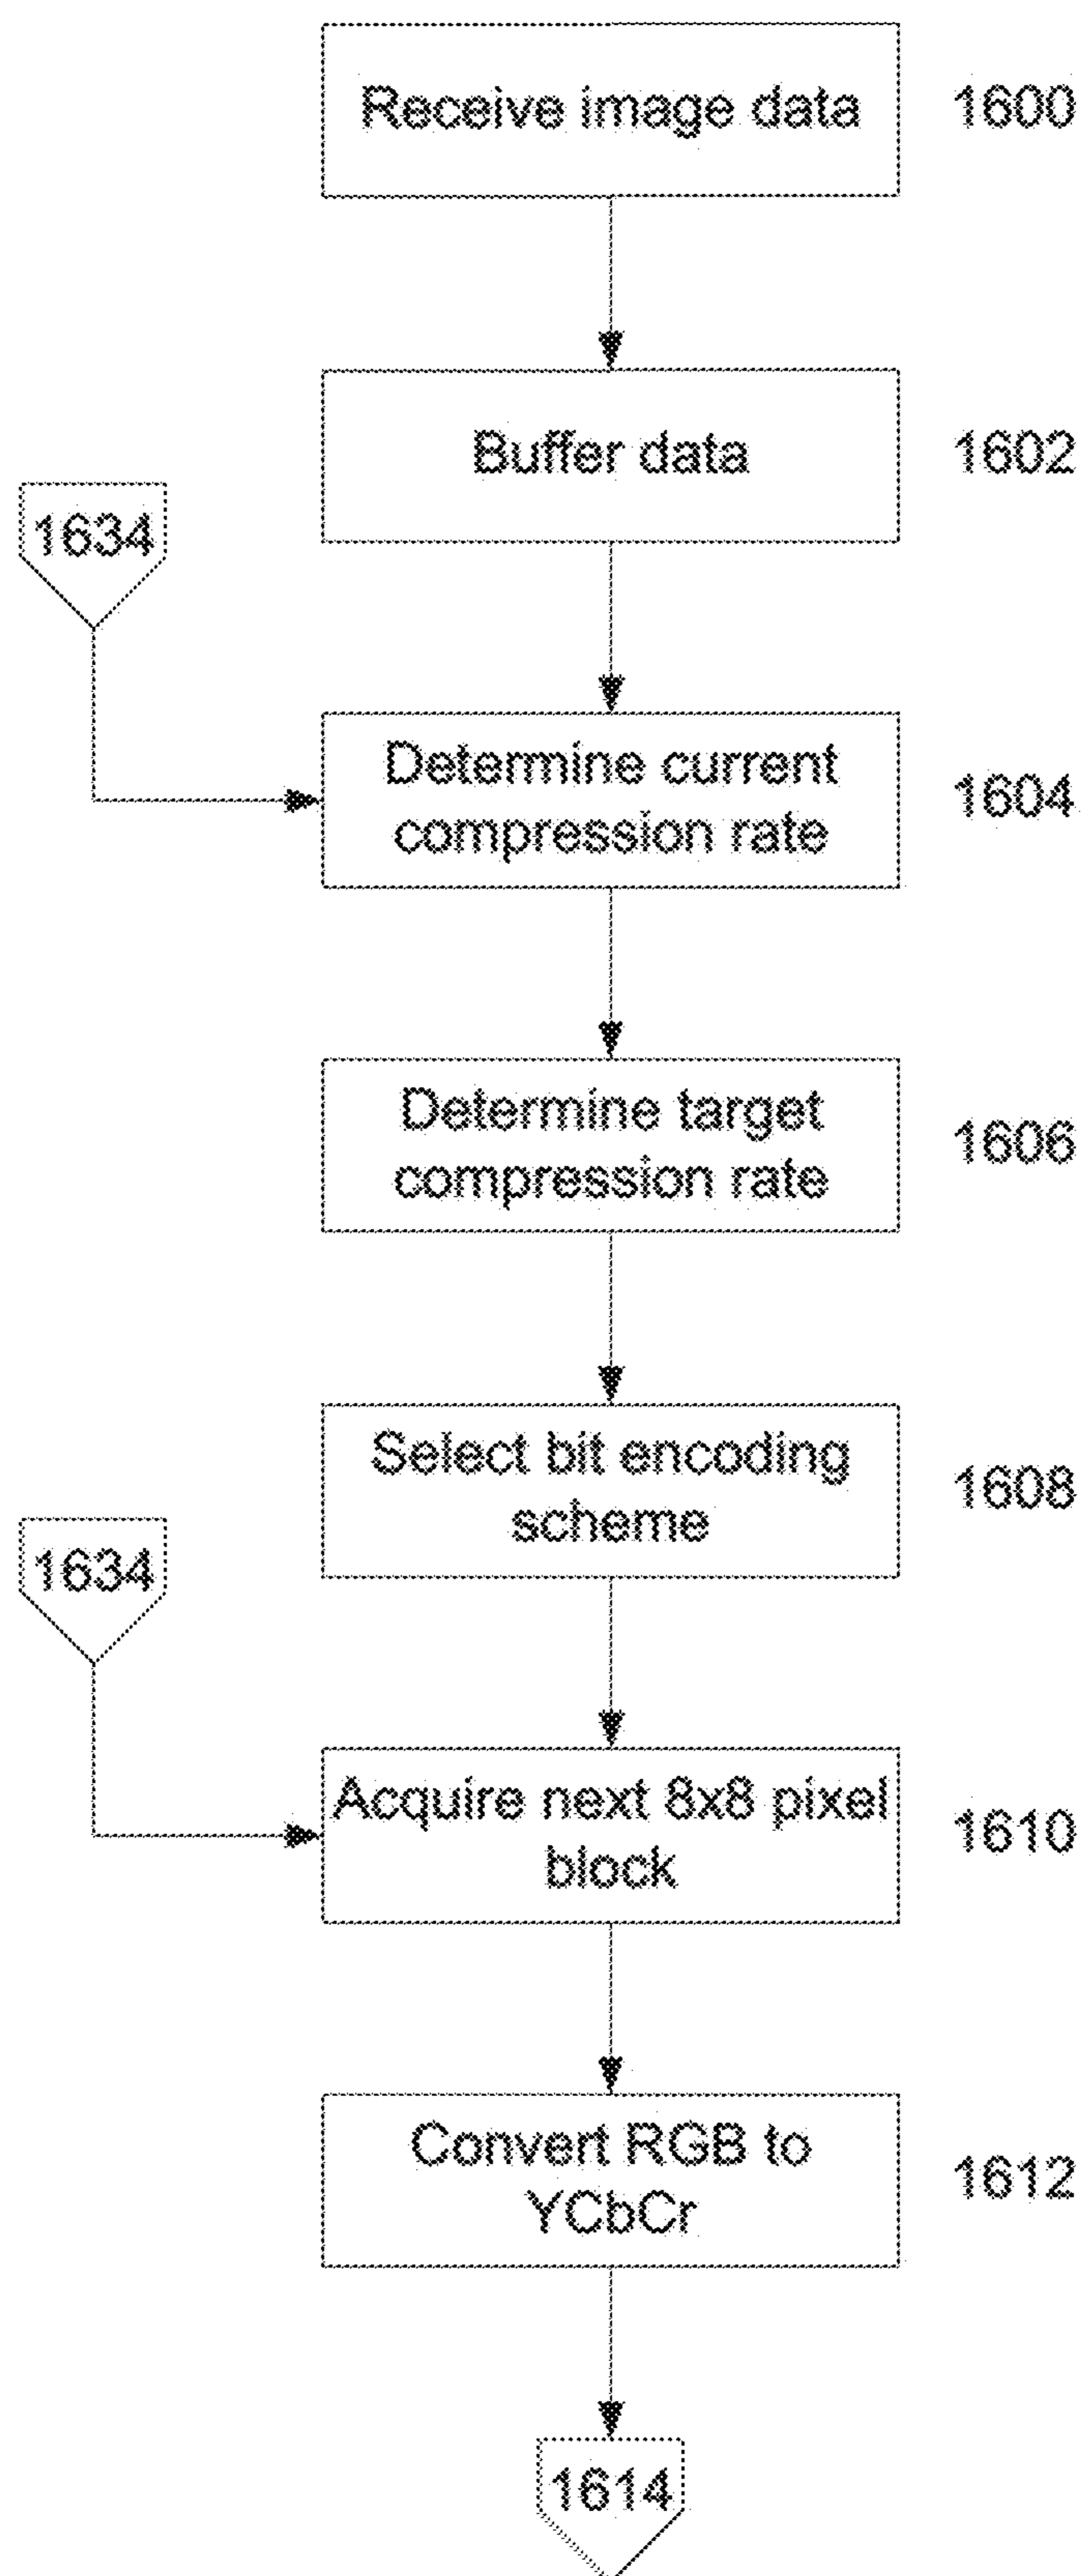 Receive image data 1600
Buffer data 1602
1634
Determine current
compression rate
1604
Determine target
compression rate
1606
Select bit encoding
scheme
1608
1634
Acquire next 8x8 pixel
block
1610
Convert RGB to
YCbCr
1612
1614